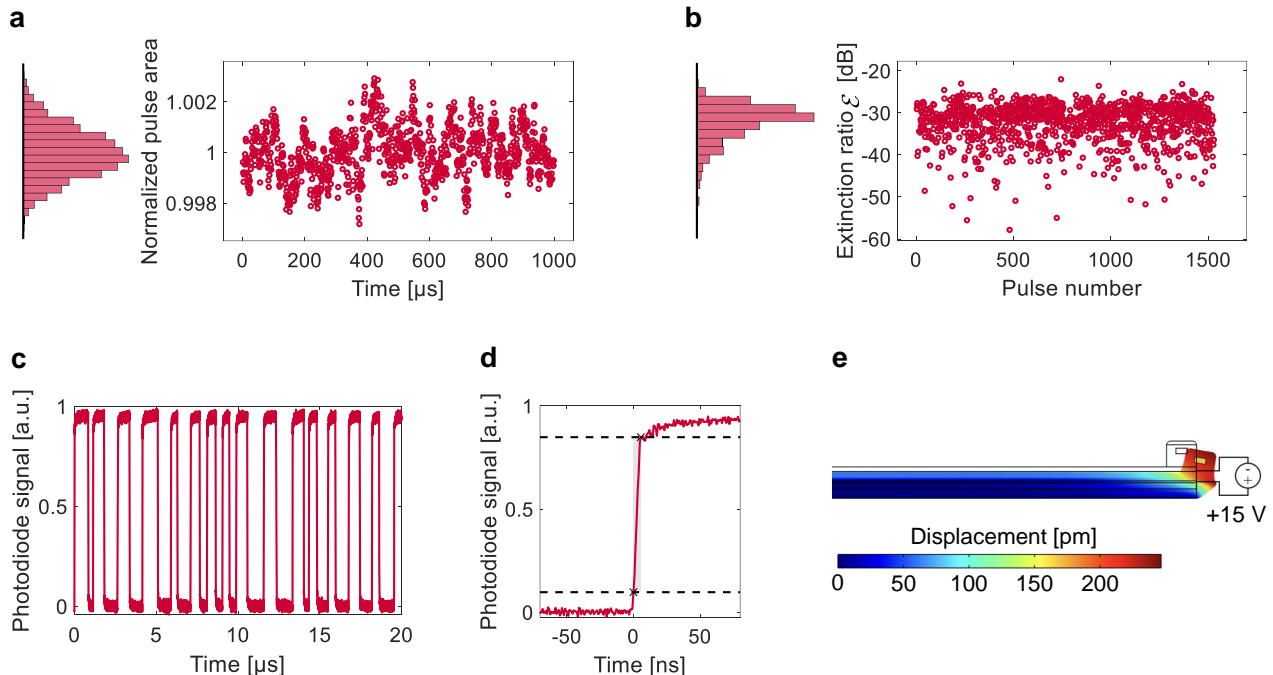 a
Normalized pulse area
1.002
1
0.998
0 200 400 600 800 1000
Time [µs]
b
Extinction ratio ℰ [dB]
-20
-30
-40
-50
-60
0 500 1000 1500
Pulse number
c
Photodiode signal [a.u.]
1
0.5
0
0 5 10 15 20
Time [µs]
d
Photodiode signal [a.u.]
1
0.5
0
-50 0 50
Time [ns]
e
-
+
+15 V
Displacement [pm]
0 50 100 150 200